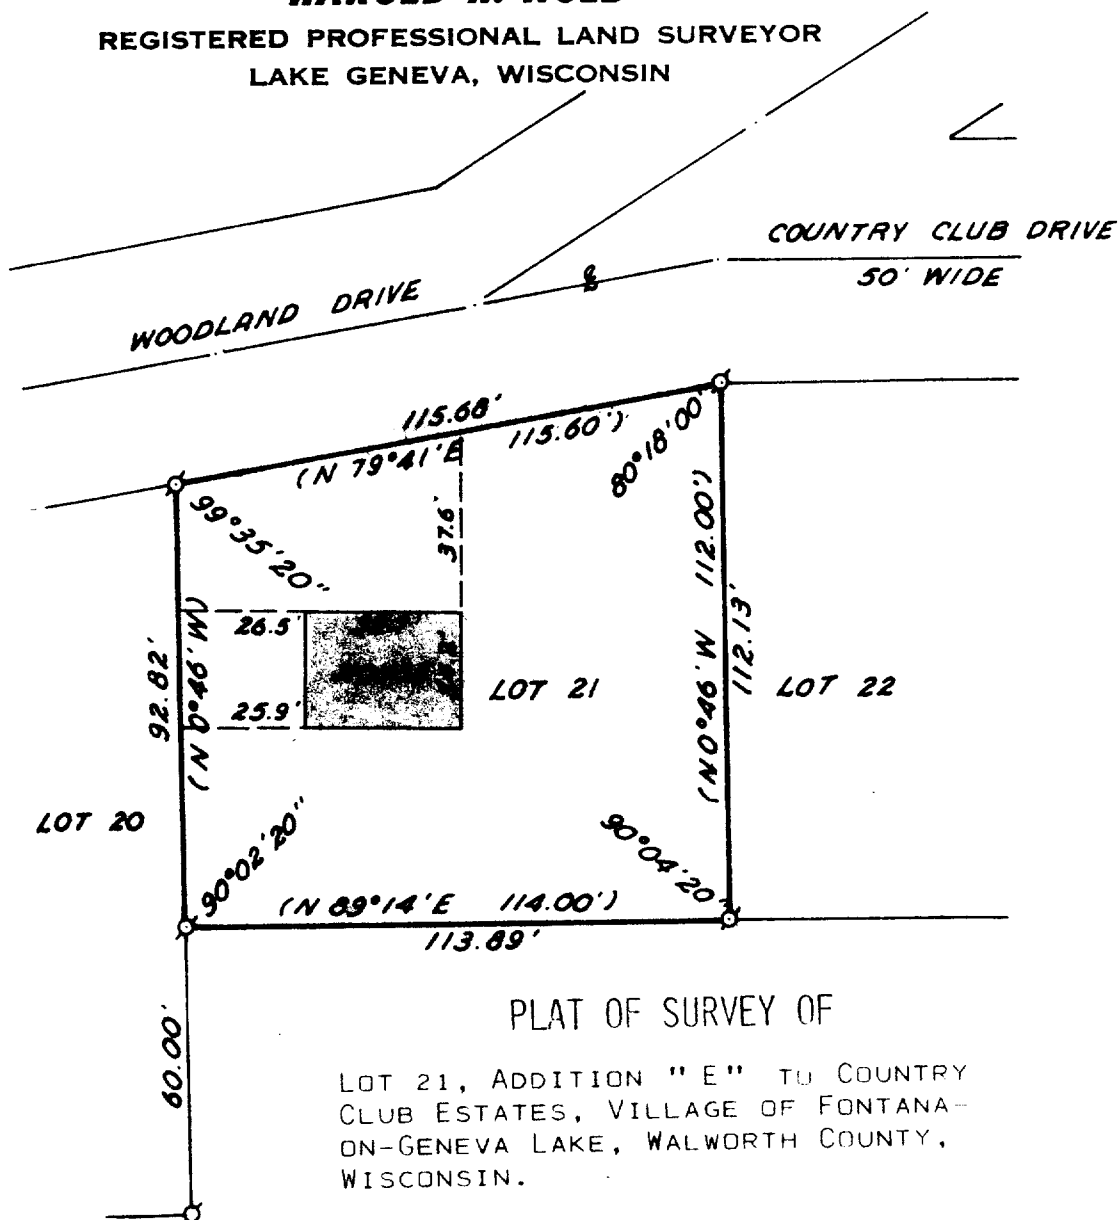 REGISTERED PROFESSIONAL LAND SURVEYOR
LAKE GENEVA, WISCONSIN
COUNTRY CLUB DRIVE
50' WIDE
WOODLAND DRIVE
115.68'
(N 79°41'E 115.60')
80°18'00"
99°35'20"
37.6'
(N 0°46'W 112.00')
112.13'
26.5'
92.82'
(N 0°46'W)
LOT 21
LOT 22
25.9'
LOT 20
90°02'20"
90°04'20"
(N 89°14'E 114.00')
113.89'
60.00'
PLAT OF SURVEY OF
LOT 21, ADDITION "E" TO COUNTRY
CLUB ESTATES, VILLAGE OF FONTANA-
ON-GENEVA LAKE, WALWORTH COUNTY,
WISCONSIN.